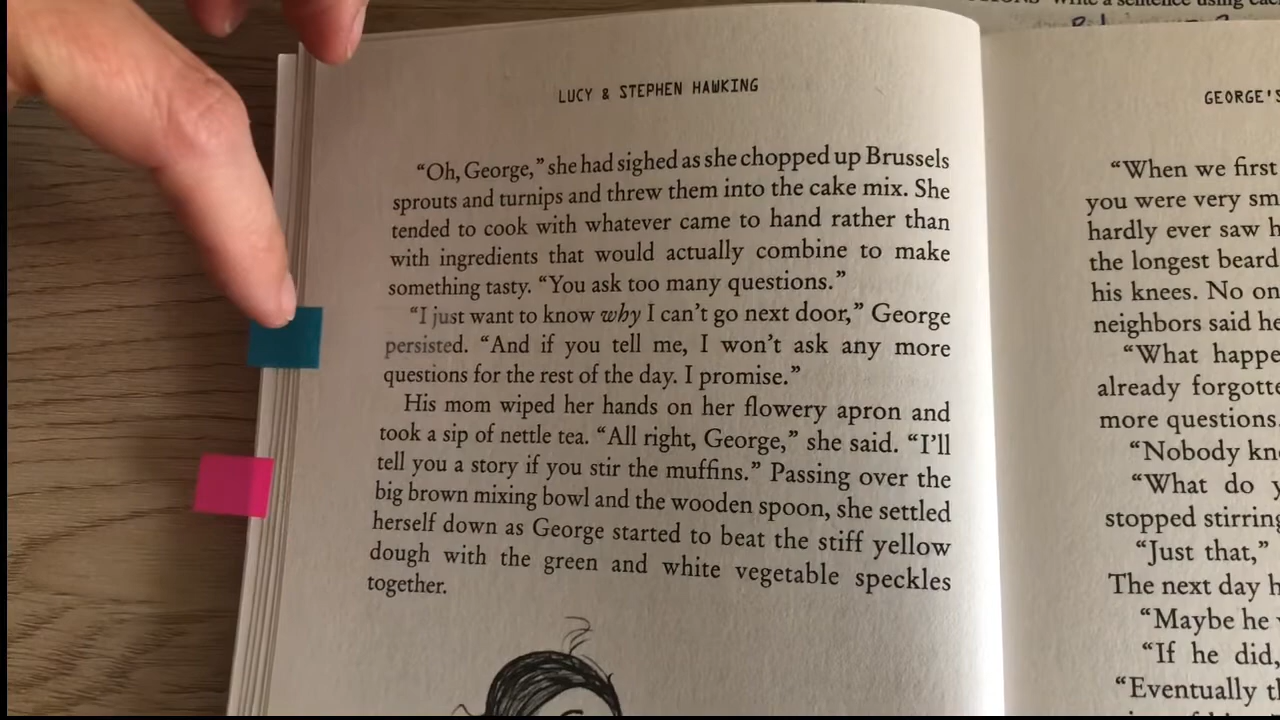 LUCY & STEPHEN HAWKING
“Oh, George,” she had sighed as she chopped up Brussels
sprouts and turnips and threw them into the cake mix. She
tended to cook with whatever came to hand rather than
with ingredients that would actually combine to make
something tasty. “You ask too many questions.”
“I just want to know why I can’t go next door,” George
persisted. “And if you tell me, I won’t ask any more
questions for the rest of the day. I promise.”
His mom wiped her hands on her flowery apron and
took a sip of nettle tea. “All right, George,” she said. “I’ll
tell you a story if you stir the muffins.” Passing over the
big brown mixing bowl and the wooden spoon, she settled
herself down as George started to beat the stiff yellow
dough with the green and white vegetable speckles
together.
GEORGE’S
“When we first
you were very
hardly ever saw
the longest beard
his knees. No
neighbors said
“What
already
more questions.
“Nobody
“What do
stopped
“Just that,”
The next day
“Maybe he
“If he did,
“Eventually
Write a sentence using